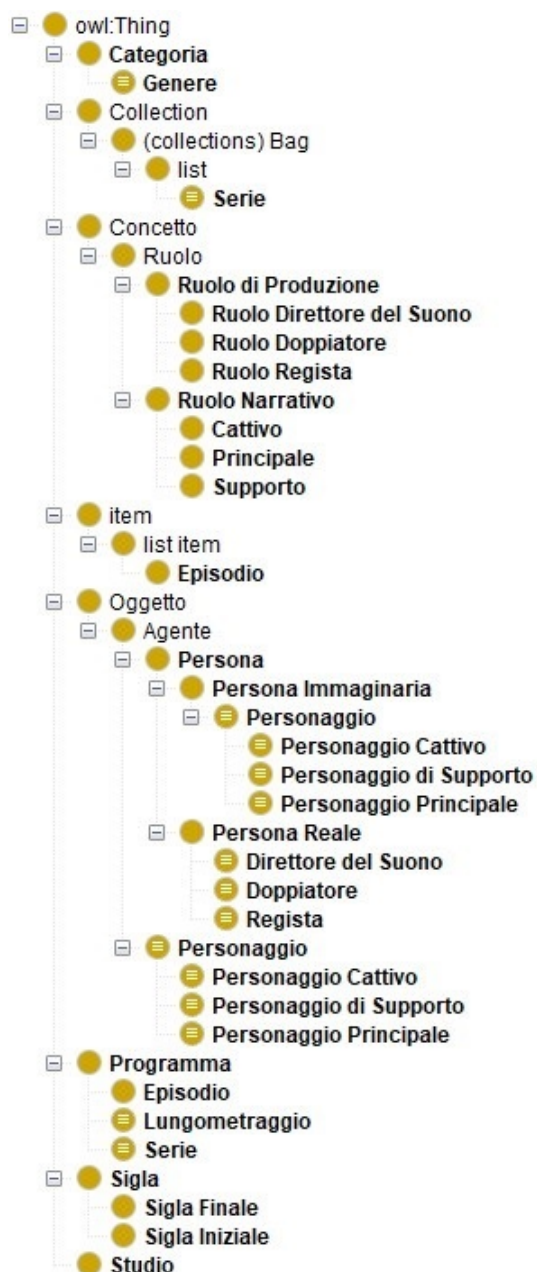 owl:Thing
Categoria
Genere
Collection
(collections) Bag
list
Serie
Concetto
Ruolo
Ruolo di Produzione
Ruolo Direttore del Suono
Ruolo Doppiatore
Ruolo Regista
Ruolo Narrativo
Cattivo
Principale
Supporto
item
list item
Episodio
Oggetto
Agente
Persona
Persona Immaginaria
Personaggio
Personaggio Cattivo
Personaggio di Supporto
Personaggio Principale
Persona Reale
Direttore del Suono
Doppiatore
Regista
Personaggio
Personaggio Cattivo
Personaggio di Supporto
Personaggio Principale
Programma
Episodio
Lungometraggio
Serie
Sigla
Sigla Finale
Sigla Iniziale
Studio